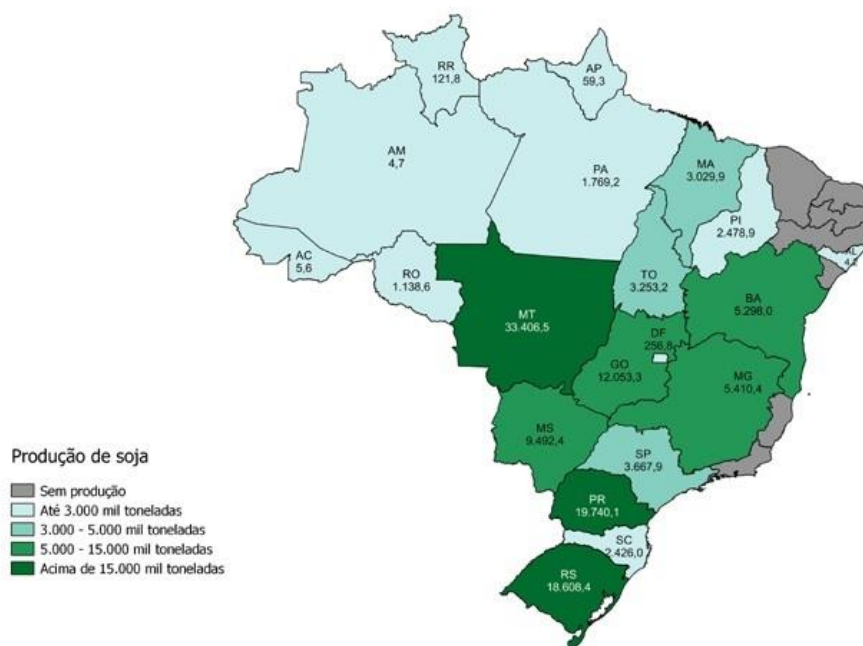 RR
121,8
AP
59,3
AM
4,7
PA
1.769,2
MA
3.029,9
PI
2.478,9
AC
5,6
RO
1.138,6
TO
3.253,2
AL
MT
33.406,5
BA
5.298,0
DF
256,8
GO
12.053,3
MG
5.410,4
MS
9.492,4
SP
3.667,9
PR
19.740,1
SC
2.426,0
RS
18.608,4
Produção de soja
Sem produção
Até 3.000 mil toneladas
3.000 - 5.000 mil toneladas
5.000 - 15.000 mil toneladas
Acima de 15.000 mil toneladas